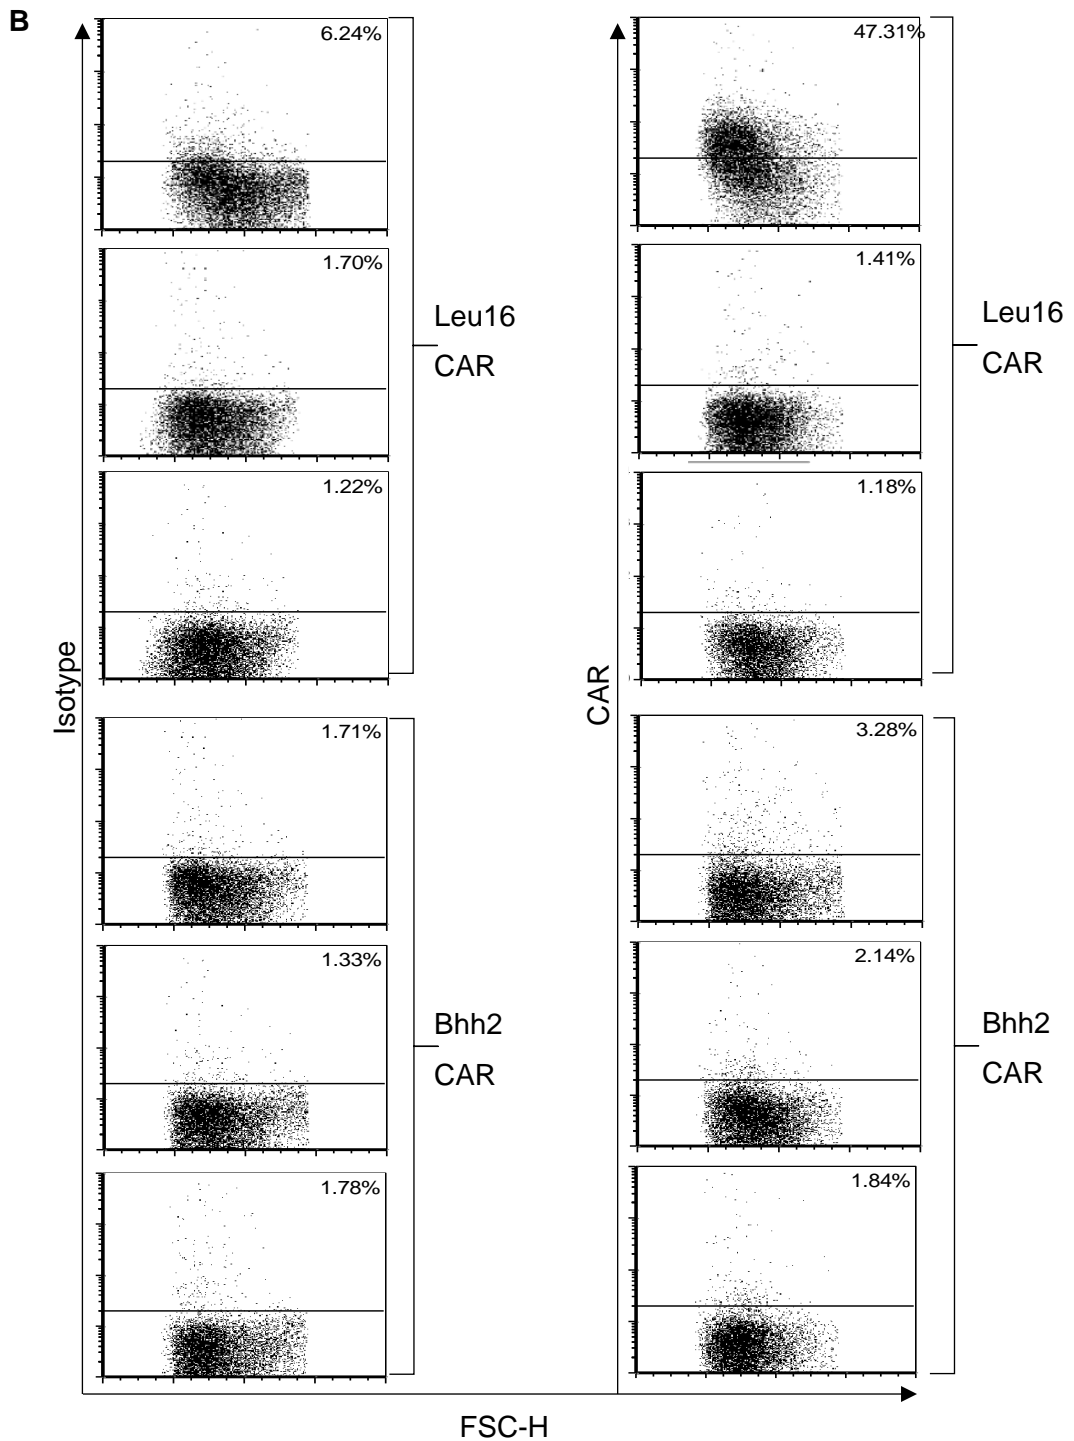 B
6.24%
47.31%
1.70%
1.41%
Leu16
CAR
Leu16
CAR
1.22%
1.18%
Isotype
CAR
1.71%
3.28%
1.33%
2.14%
Bhh2
CAR
Bhh2
CAR
1.78%
1.84%
FSC-H